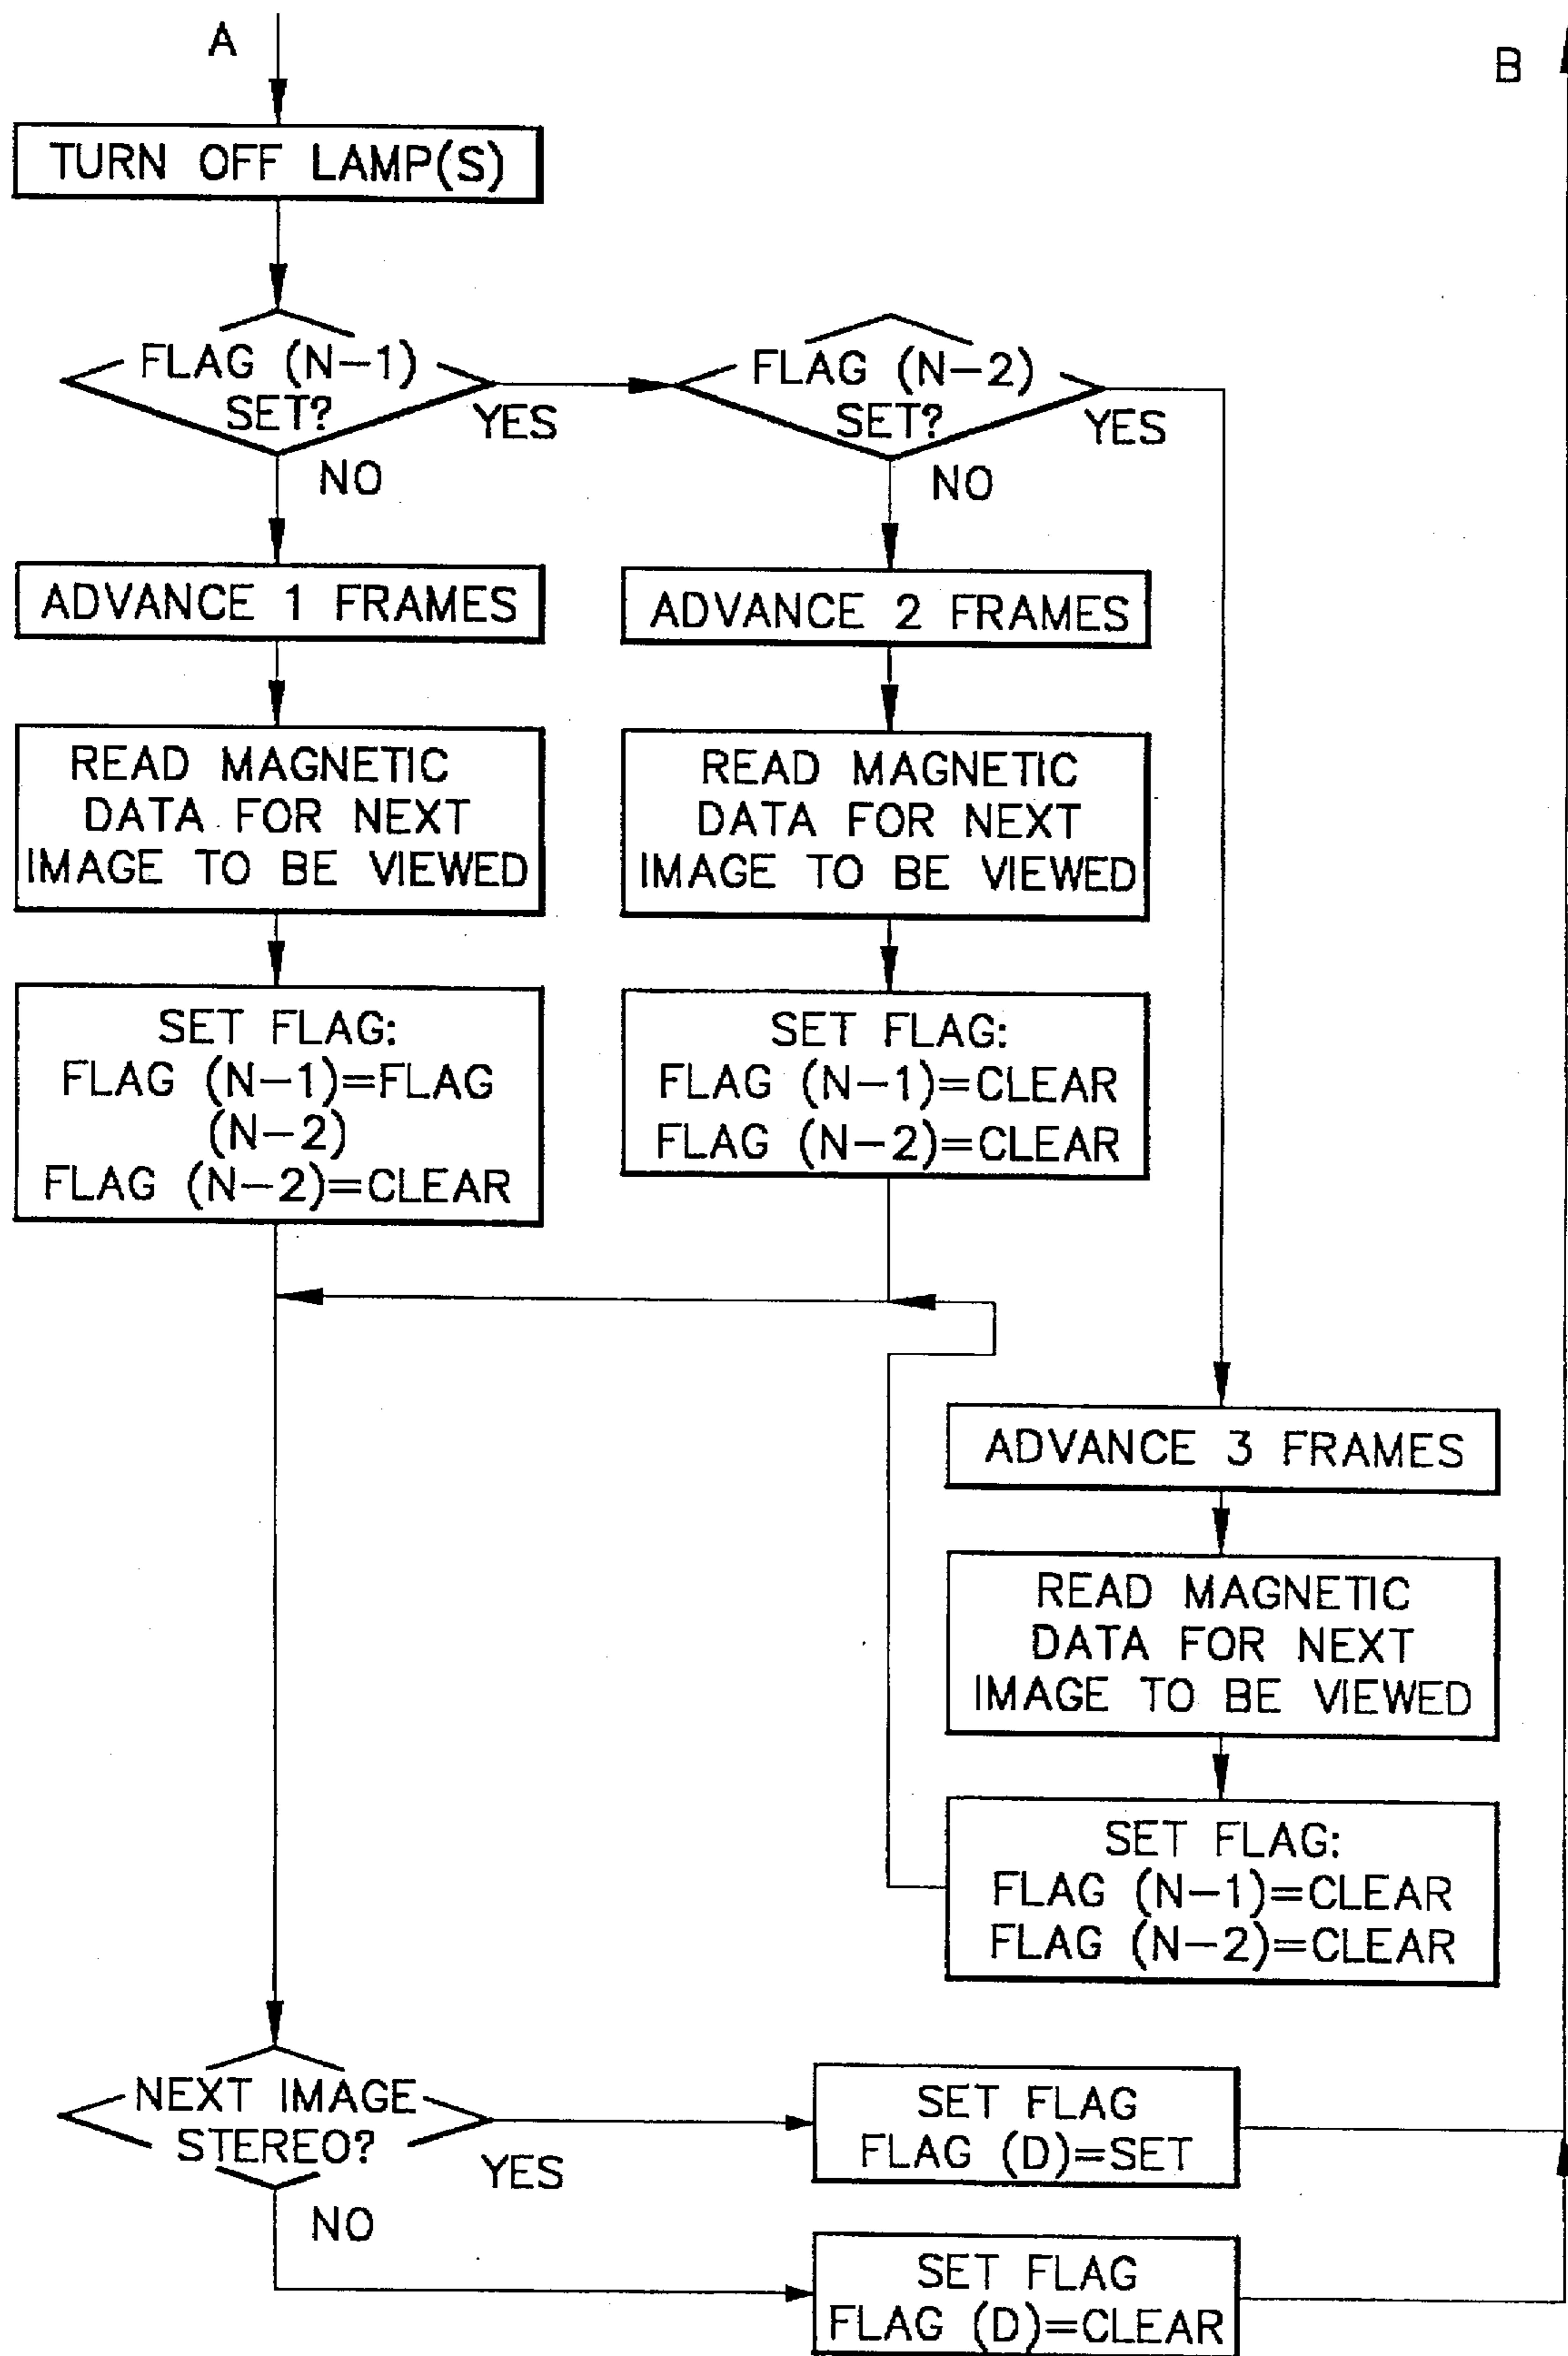 A
B
TURN OFF LAMP(S)
FLAG (N-1)
SET?
YES
NO
FLAG (N-2)
SET?
YES
NO
ADVANCE 1 FRAMES
READ MAGNETIC
DATA FOR NEXT
IMAGE TO BE VIEWED
SET FLAG:
FLAG (N-1)=FLAG
(N-2)
FLAG (N-2)=CLEAR
ADVANCE 2 FRAMES
READ MAGNETIC
DATA FOR NEXT
IMAGE TO BE VIEWED
SET FLAG:
FLAG (N-1)=CLEAR
FLAG (N-2)=CLEAR
ADVANCE 3 FRAMES
READ MAGNETIC
DATA FOR NEXT
IMAGE TO BE VIEWED
SET FLAG:
FLAG (N-1)=CLEAR
FLAG (N-2)=CLEAR
NEXT IMAGE
STEREO?
YES
NO
SET FLAG
FLAG (D)=SET
SET FLAG
FLAG (D)=CLEAR